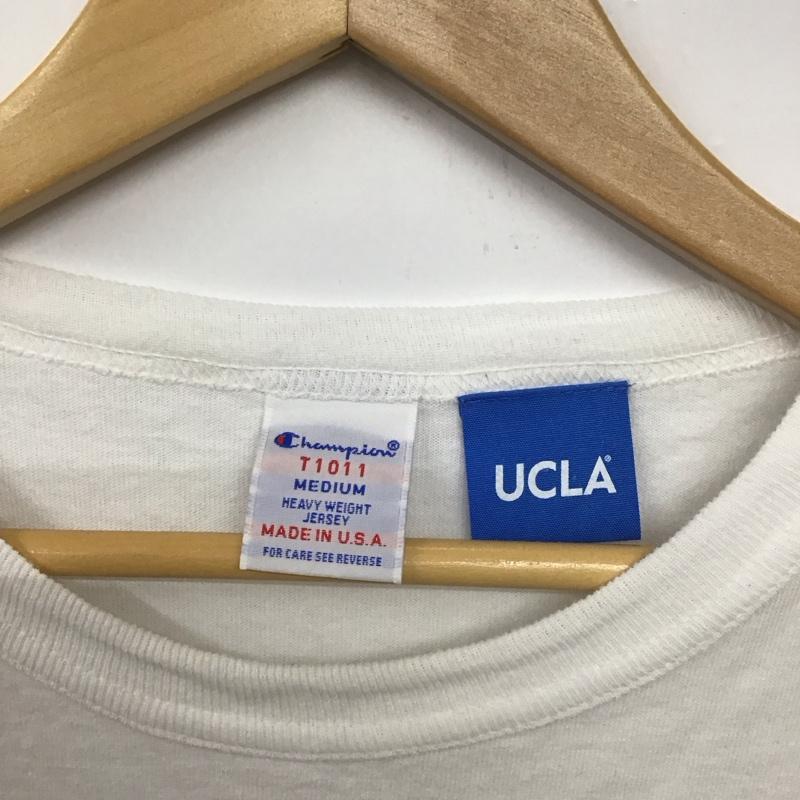 Champion®
T1011
MEDIUM
HEAVY WEIGHT
JERSEY
MADE IN U.S.A.
FOR CARE SEE REVERSE
UCLA®